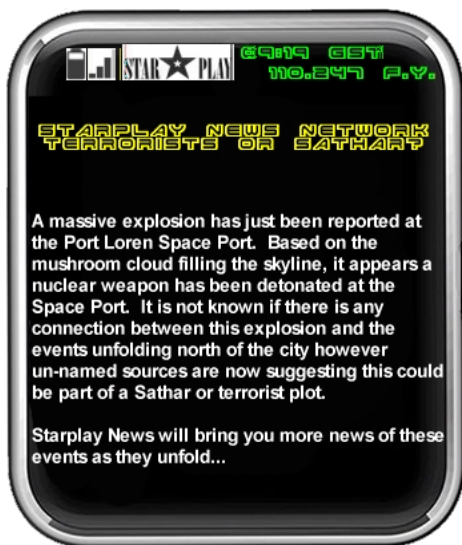 STAR PLAY
GST
110.247 F.Y.
STARPLAY NEWS NETWORK
TERRORISTS OR SATHAR?
A massive explosion has just been reported at
the Port Loren Space Port. Based on the
mushroom cloud filling the skyline, it appears a
nuclear weapon has been detonated at the
Space Port. It is not known if there is any
connection between this explosion and the
events unfolding north of the city however
un-named sources are now suggesting this could
be part of a Sathar or terrorist plot.
Starplay News will bring you more news of these
events as they unfold...